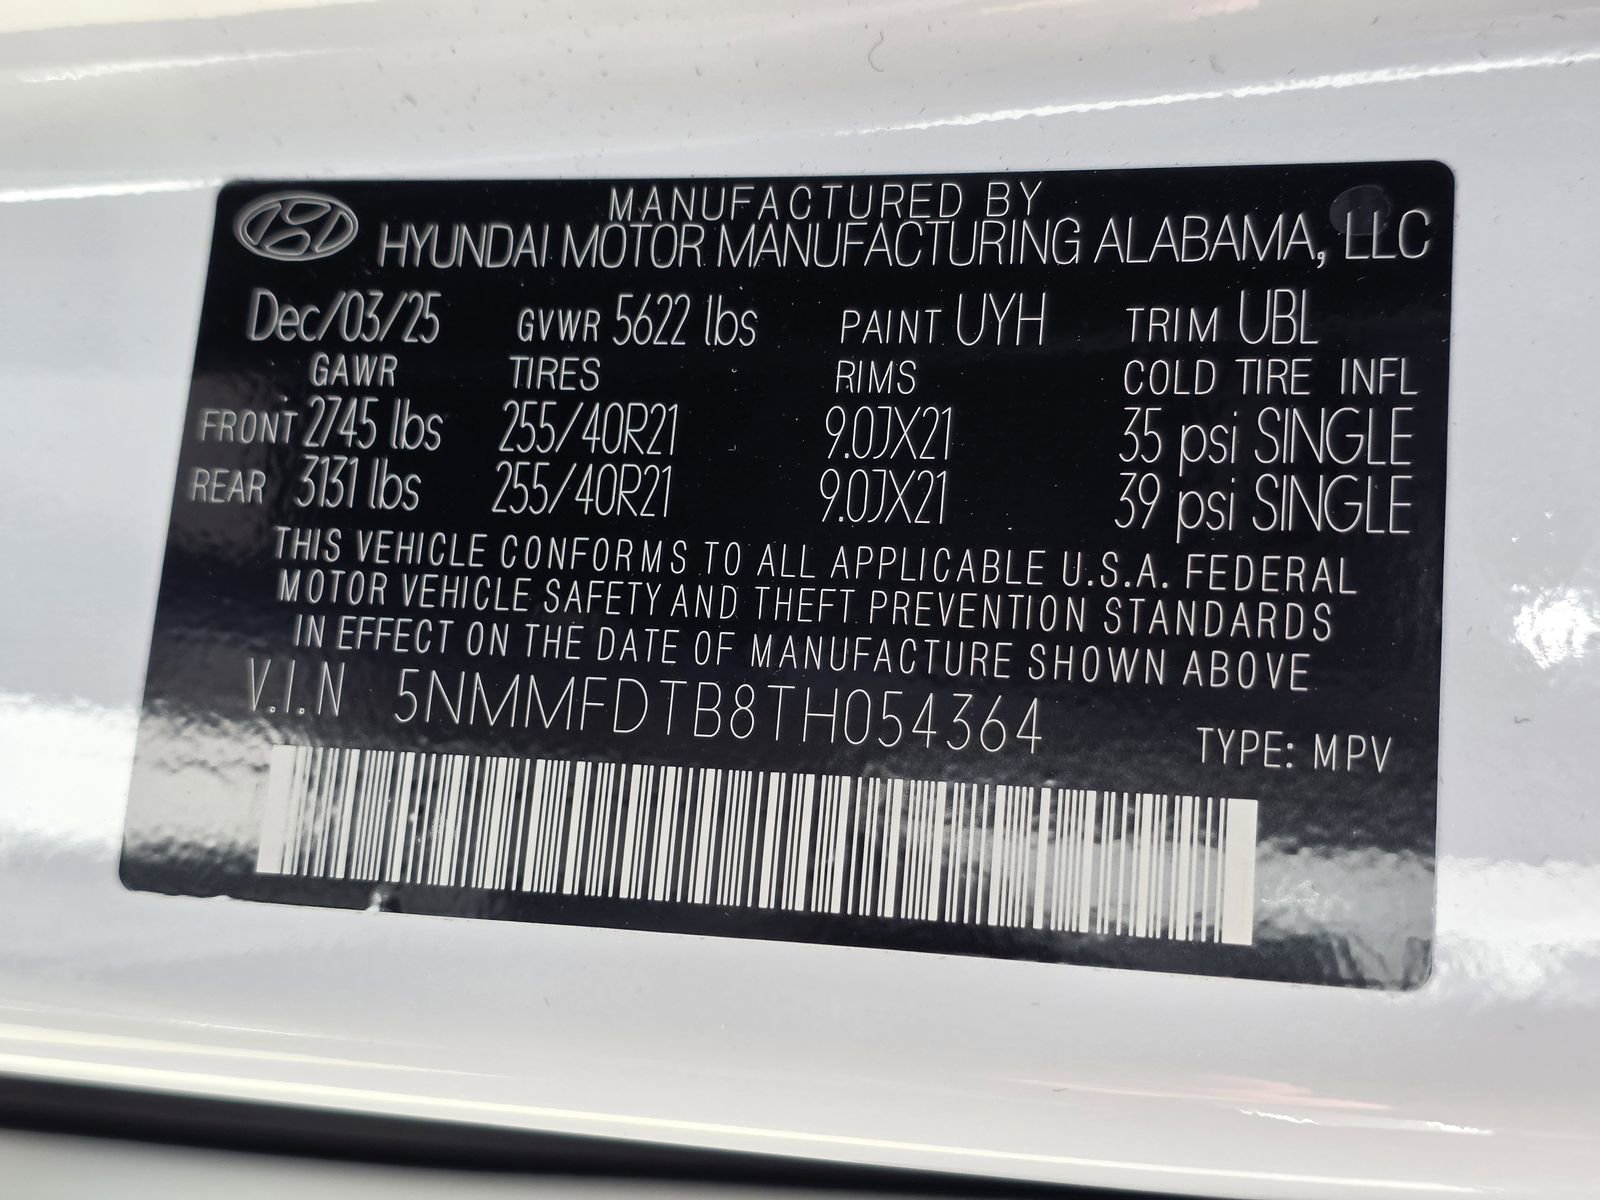 MANUFACTURED BY
HYUNDAI MOTOR MANUFACTURING ALABAMA, LLC
Dec/03/25 GVWR 5622 lbs PAINT UYH TRIM UBL
GAWR TIRES RIMS COLD TIRE INFL
FRONT 2745 lbs 255/40R21 9.0JX21 35 psi SINGLE
REAR 3131 lbs 255/40R21 9.0JX21 39 psi SINGLE
THIS VEHICLE CONFORMS TO ALL APPLICABLE U.S.A. FEDERAL
MOTOR VEHICLE SAFETY AND THEFT PREVENTION STANDARDS
IN EFFECT ON THE DATE OF MANUFACTURE SHOWN ABOVE
V.I.N 5NMMFDTB8TH054364 TYPE: MPV